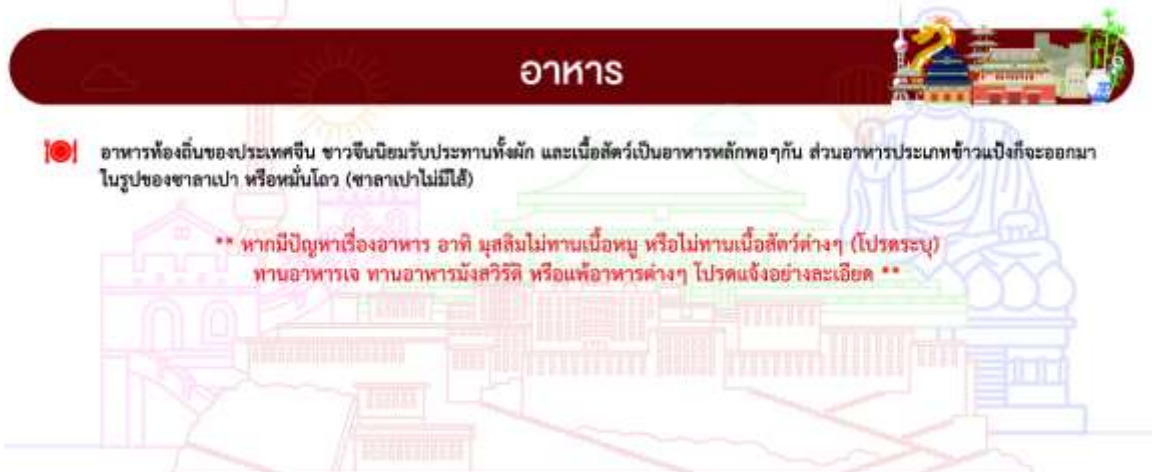 อาหาร
อาหารท้องถิ่นของประเทศจีน ชาวจีนนิยมรับประทานทั้งผัก และเนื้อสัตว์เป็นอาหารหลักพอๆกัน ส่วนอาหารประเภทข้าวแป้งก็จะออกมา
ในรูปของซาลาเปา หรือหมั่นโถว (ซาลาเปาไม่มีไส้)
** หากมีปัญหาเรื่องอาหาร อาทิ มุสลิมไม่ทานเนื้อหมู หรือไม่ทานเนื้อสัตว์ต่างๆ (โปรดระบุ)
ทานอาหารเจ ทานอาหารมังสวิรัติ หรือแพ้อาหารต่างๆ โปรดแจ้งอย่างละเอียด **